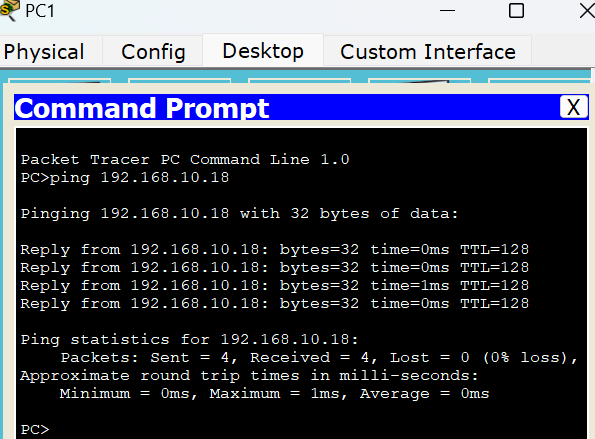 PC1
Physical Config Desktop Custom Interface
Command Prompt X
Packet Tracer PC Command Line 1.0
PC>ping 192.168.10.18
Pinging 192.168.10.18 with 32 bytes of data:
Reply from 192.168.10.18: bytes=32 time=0ms TTL=128
Reply from 192.168.10.18: bytes=32 time=0ms TTL=128
Reply from 192.168.10.18: bytes=32 time=1ms TTL=128
Reply from 192.168.10.18: bytes=32 time=0ms TTL=128
Ping statistics for 192.168.10.18:
    Packets: Sent = 4, Received = 4, Lost = 0 (0% loss),
Approximate round trip times in milli-seconds:
    Minimum = 0ms, Maximum = 1ms, Average = 0ms
PC>